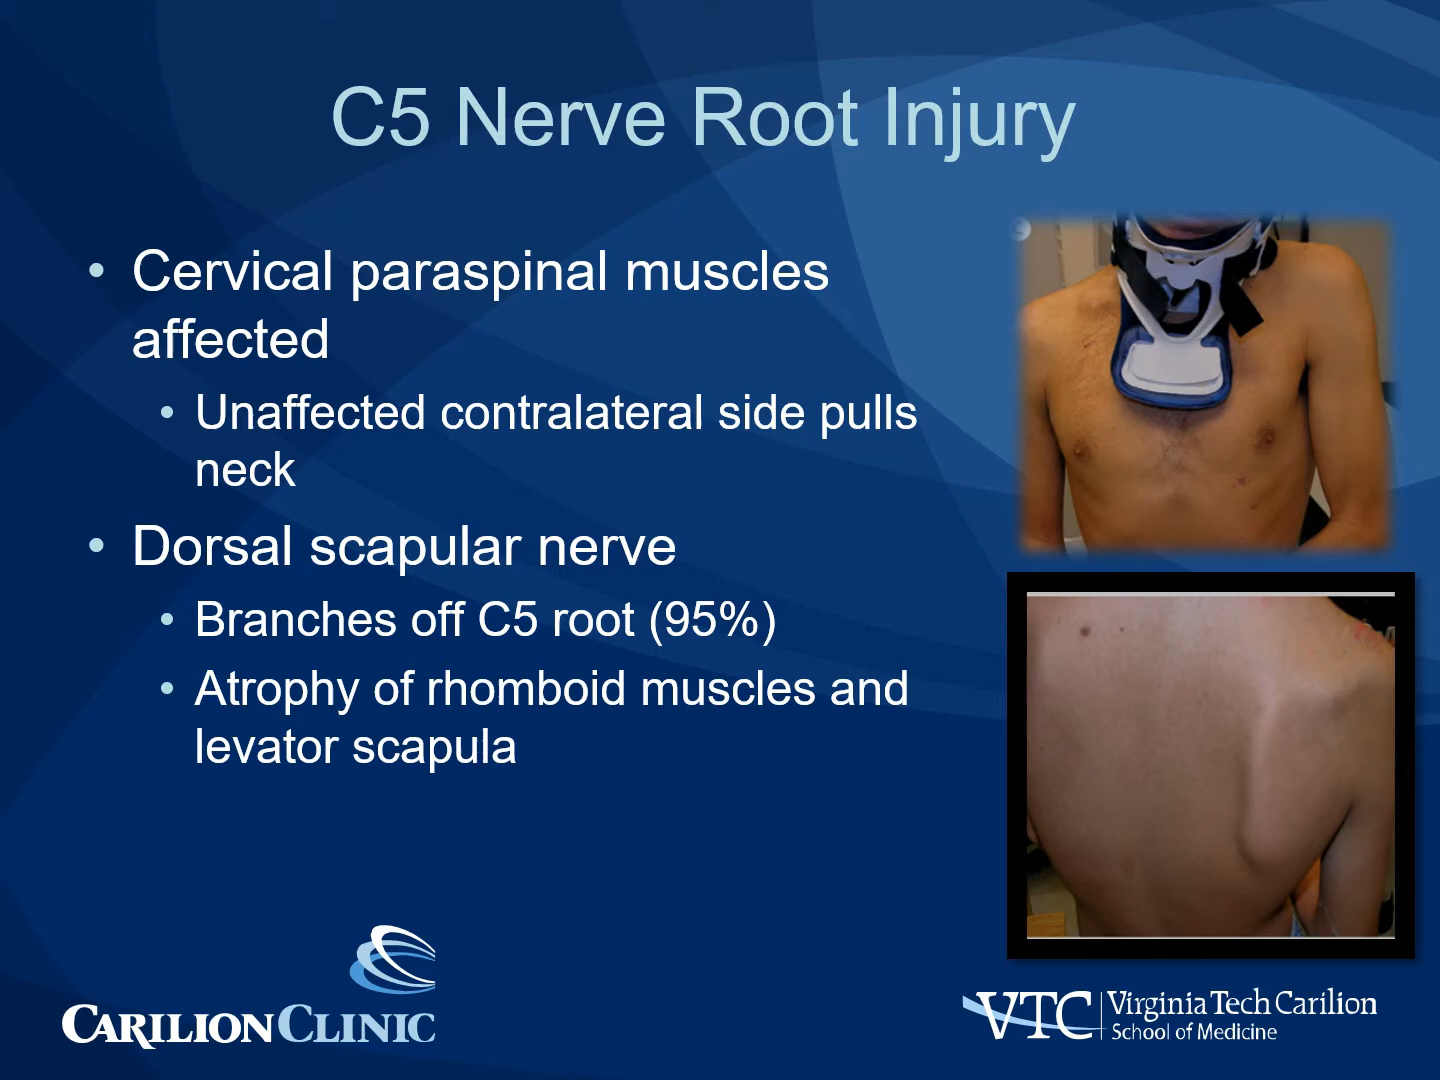 C5 Nerve Root Injury
• Cervical paraspinal muscles
affected
• Unaffected contralateral side pulls
neck
• Dorsal scapular nerve
• Branches off C5 root (95%)
• Atrophy of rhomboid muscles and
levator scapula
CARILION CLINIC
VTC Virginia Tech Carilion
School of Medicine